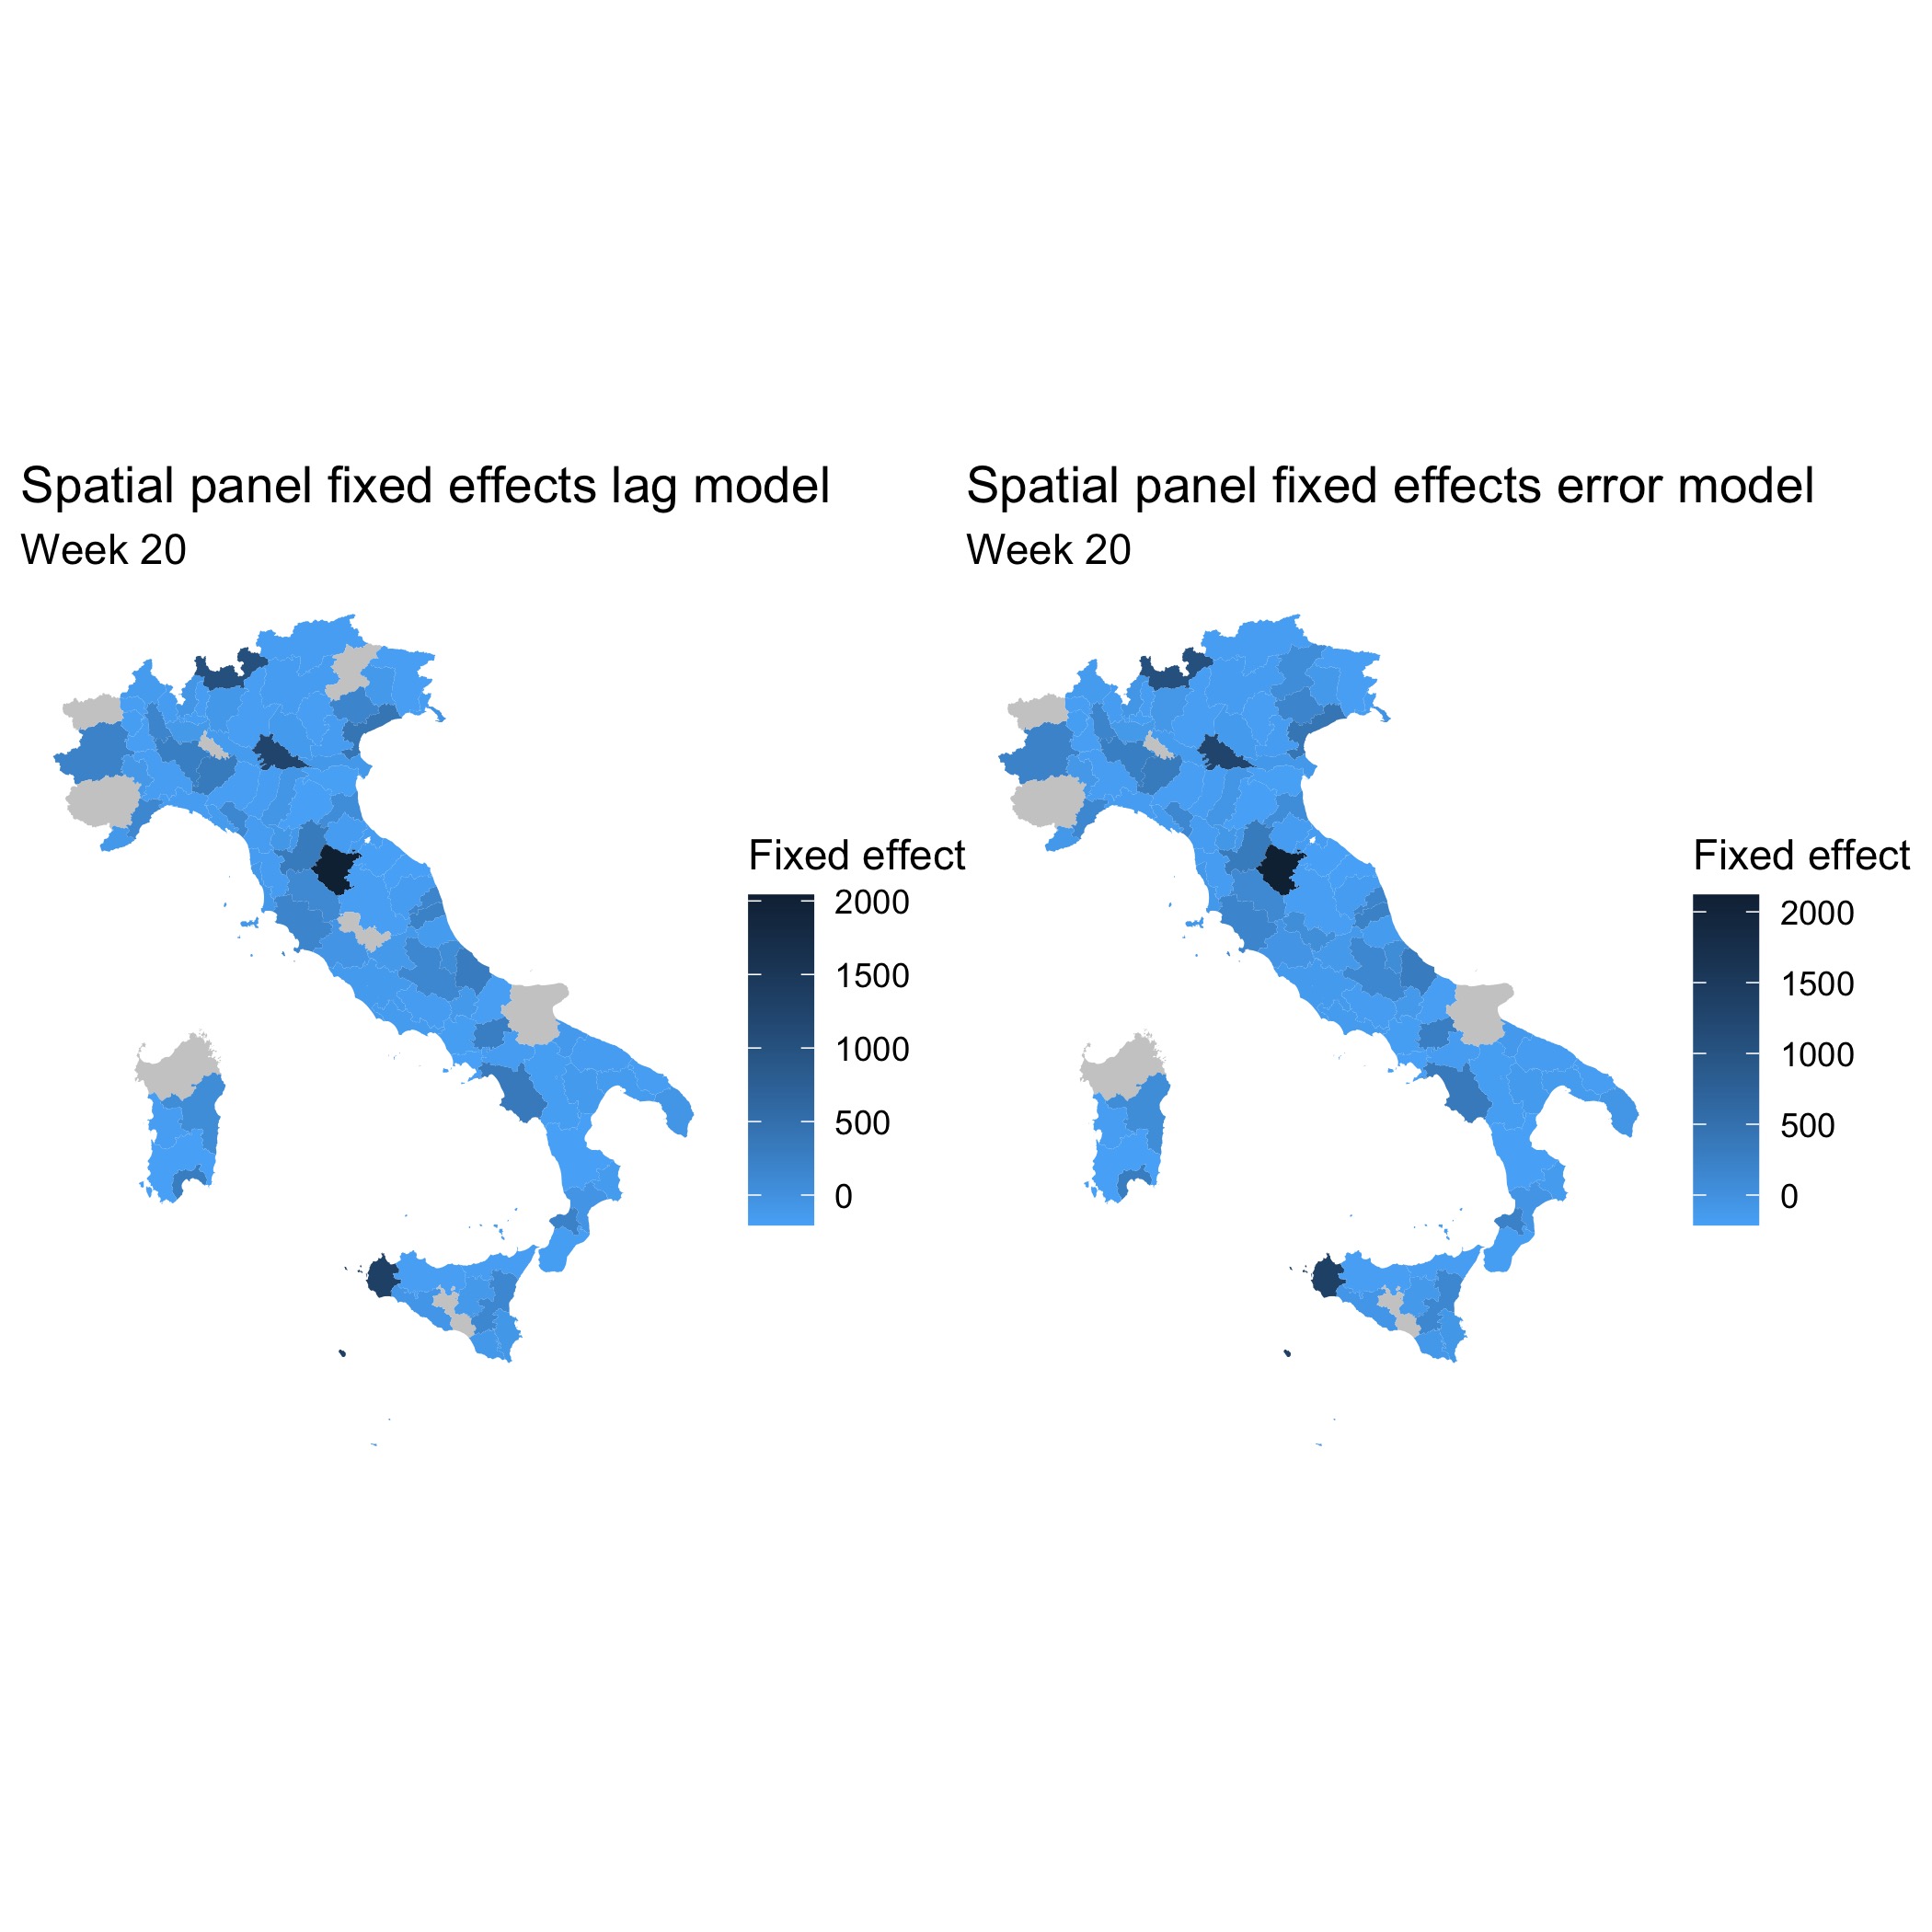 Spatial panel fixed effects lag model
Week 20
Fixed effect
2000
1500
1000
500
0
Spatial panel fixed effects error model
Week 20
Fixed effect
2000
1500
1000
500
0